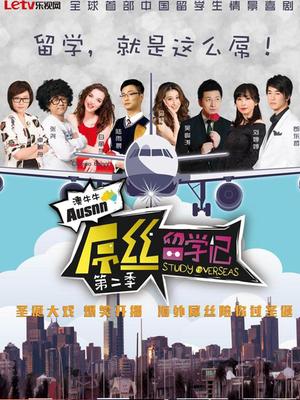 Letv乐视网 全球首部中国留学生情景喜剧
留学，就是这么屌！
陆雨鹏
澳牛牛
Ausnn
屌丝留学记
STUDY OVERSEAS
第二季
圣诞大戏 爆笑开播 海外屌丝陪你过圣诞